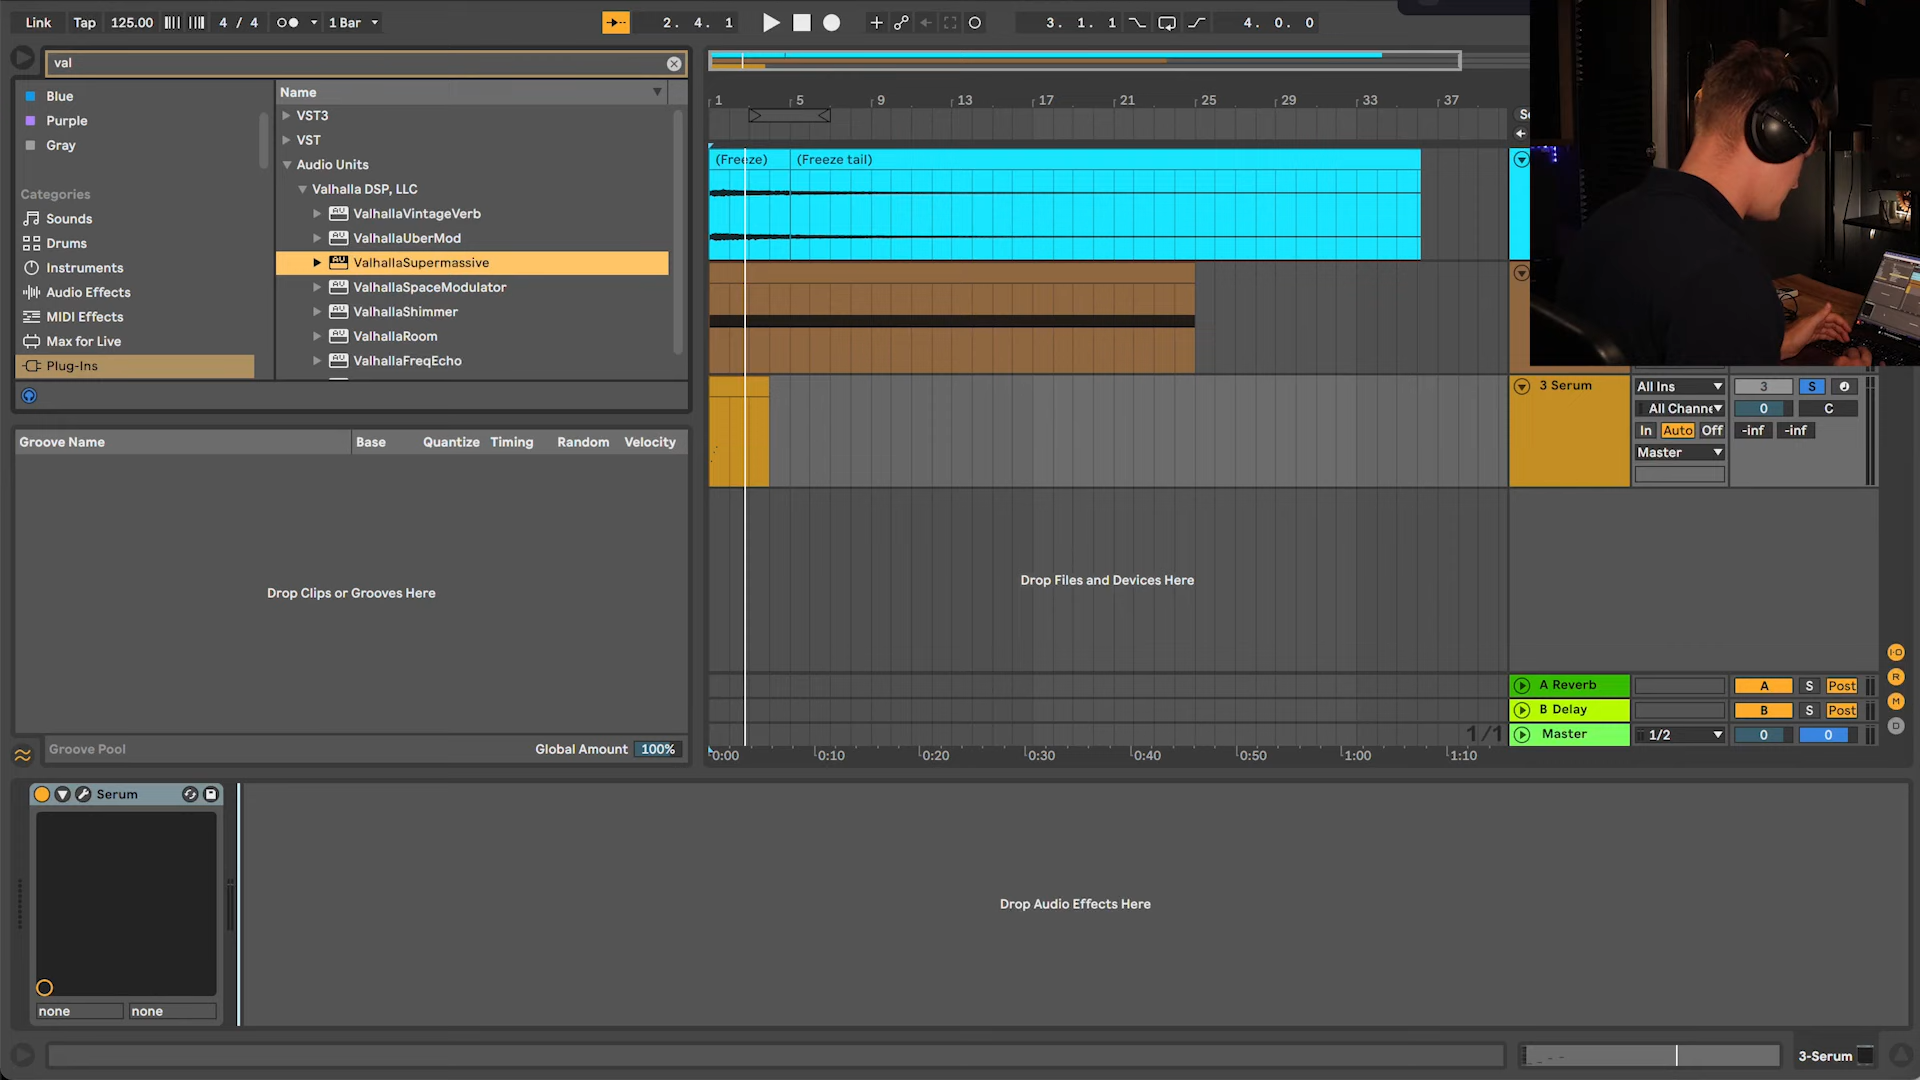 Link Tap 125.00 4 / 4 1 Bar 2. 4. 1 3. 1. 1 4. 0. 0
val
Blue
Purple
Gray
Categories
Sounds
Drums
Instruments
Audio Effects
MIDI Effects
Max for Live
Plug-Ins
Name
VST3
VST
Audio Units
Valhalla DSP, LLC
ValhallaVintageVerb
ValhallaUberMod
ValhallaSupermassive
ValhallaSpaceModulator
ValhallaShimmer
ValhallaRoom
ValhallaFreqEcho
Groove Name Base Quantize Timing Random Velocity
Drop Clips or Grooves Here
Groove Pool Global Amount 100%
1 5 9 13 17 21 25 29 33 37
(Freeze) (Freeze tail)
3 Serum All Ins 3 S
All Channe 0 C
In Auto Off -inf -inf
Master
Drop Files and Devices Here
A Reverb A S Post
B Delay B S Post
1/1 Master 1/2 0 0
0:00 0:10 0:20 0:30 0:40 0:50 1:00 1:10
R
M
D
Serum
none none
Drop Audio Effects Here
3-Serum